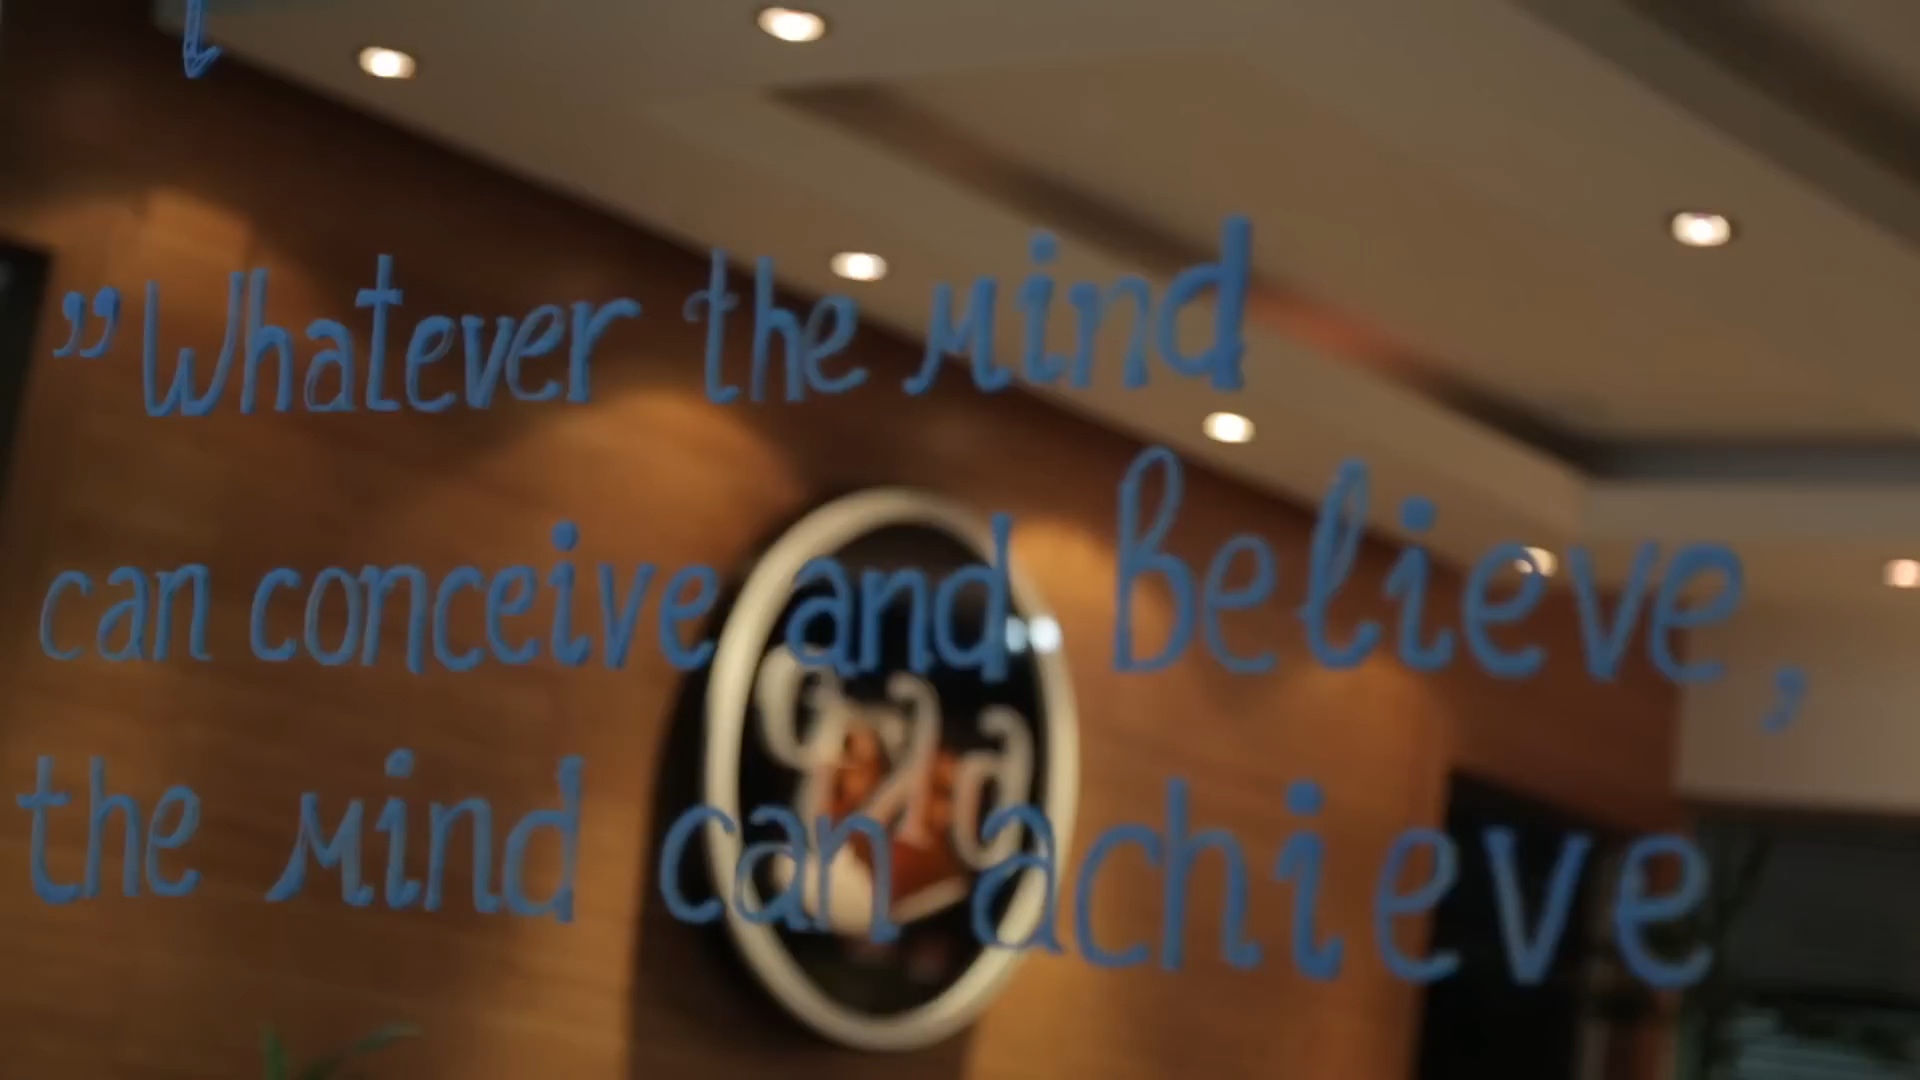 ”Whatever the mind
can conceive and Believe,
the mind can achieve